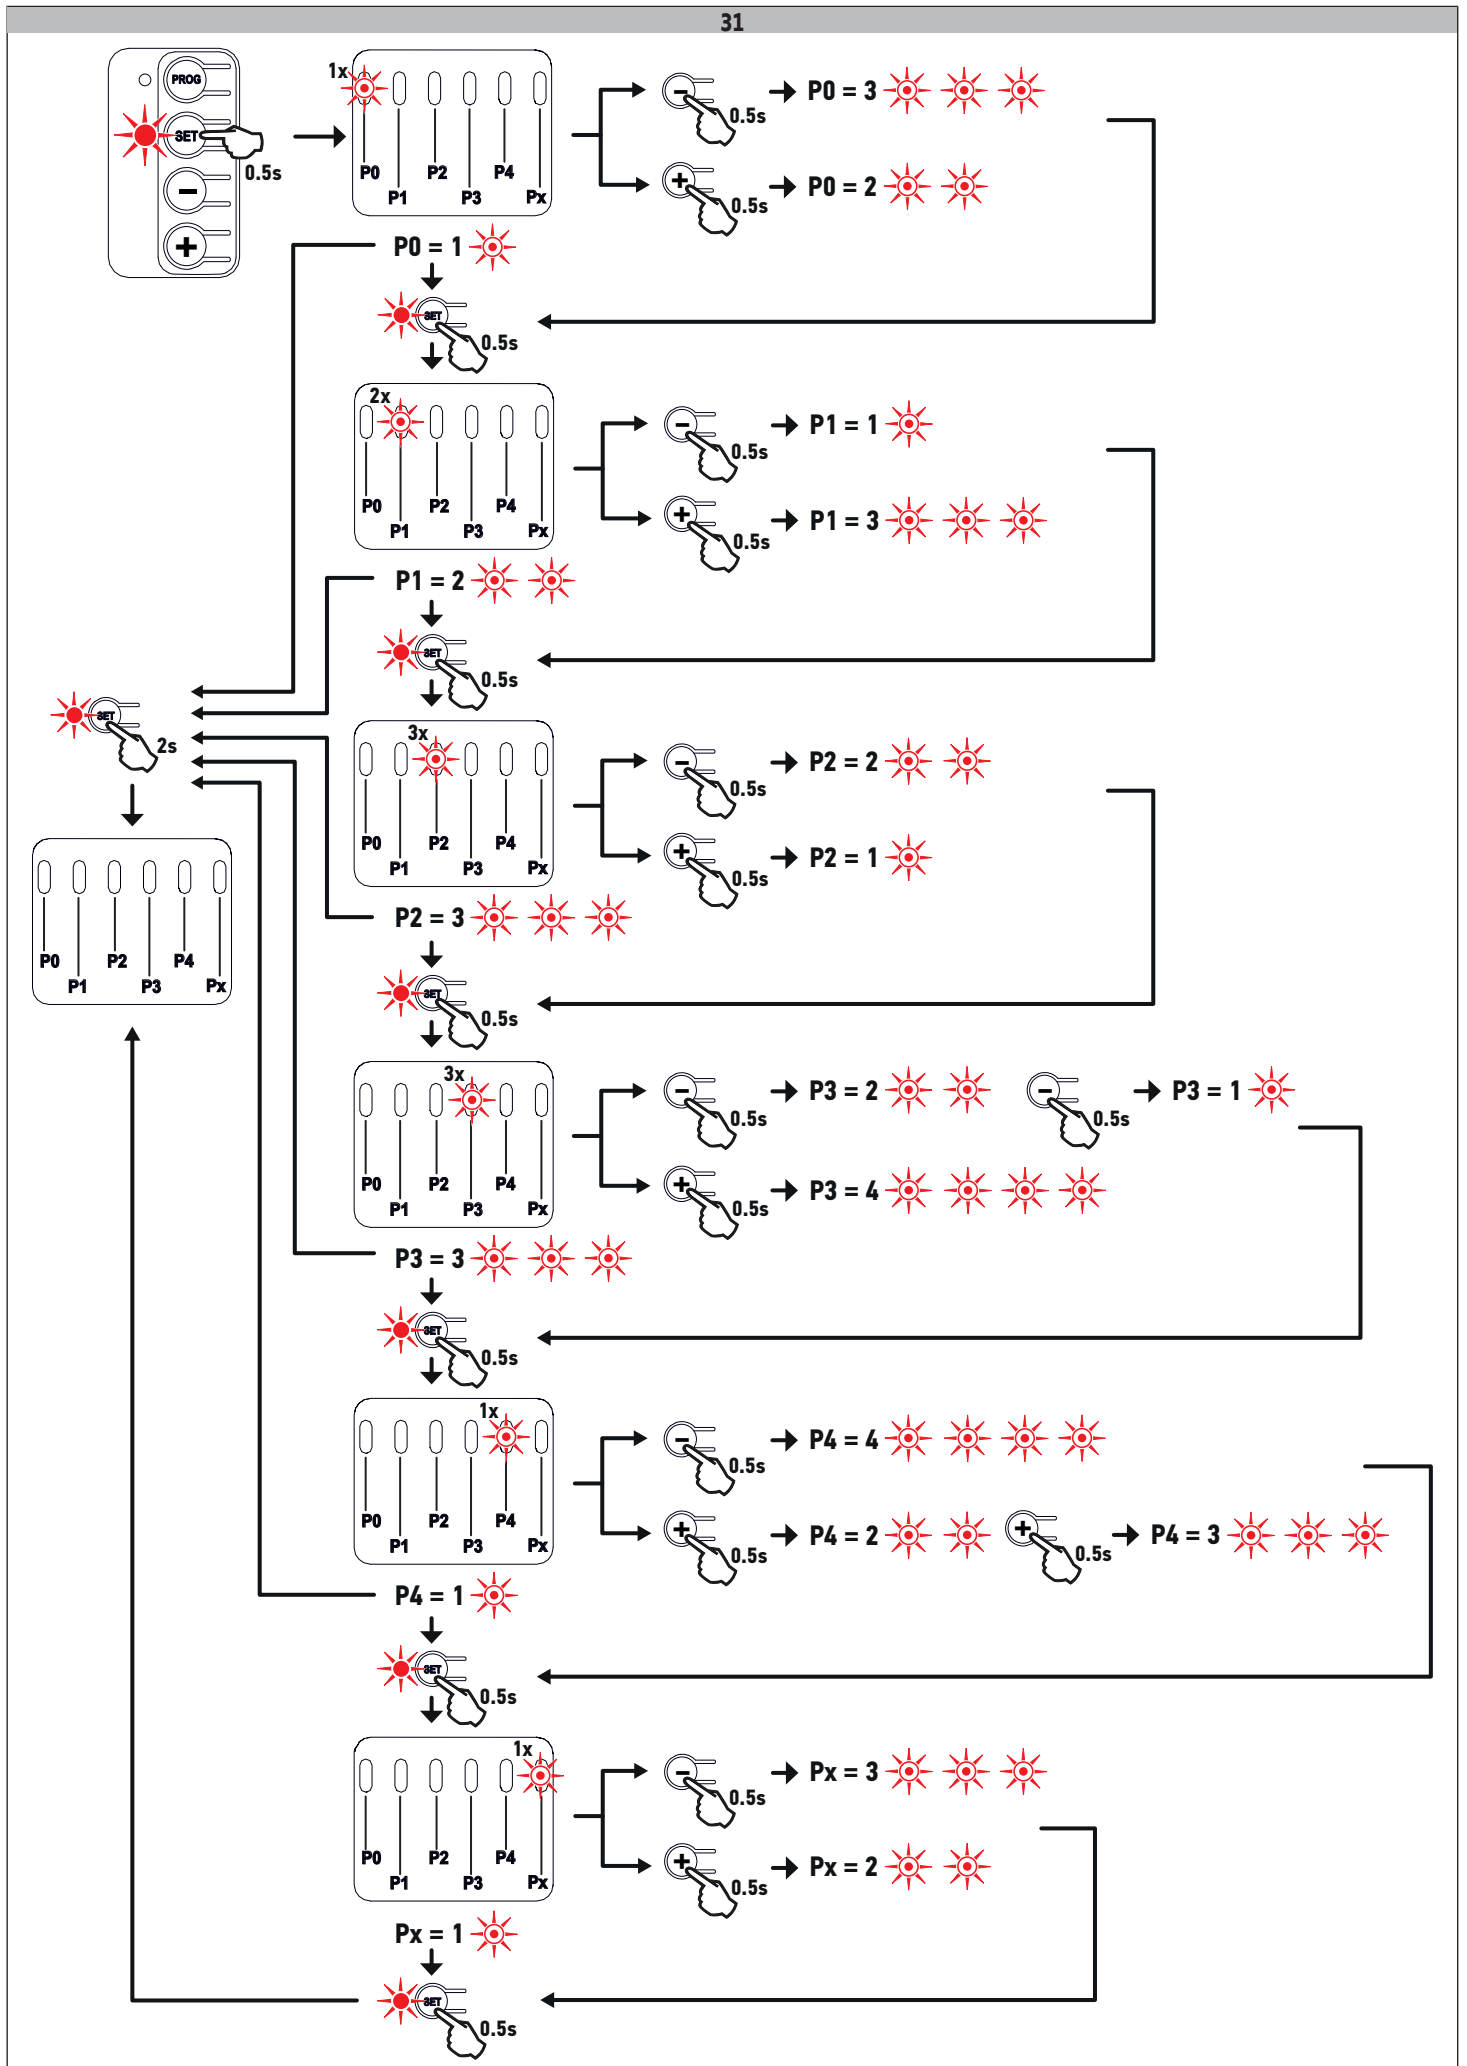 31
PROG
SET
0.5s
1x
P0 P2 P4
P1 P3 Px
0.5s
P0 = 3
0.5s
P0 = 2
P0 = 1
SET
0.5s
2x
P0 P2 P4
P1 P3 Px
0.5s
P1 = 1
0.5s
P1 = 3
P1 = 2
SET
0.5s
SET
2s
P0 P2 P4
P1 P3 Px
3x
P0 P2 P4
P1 P3 Px
0.5s
P2 = 2
0.5s
P2 = 1
P2 = 3
SET
0.5s
3x
P0 P2 P4
P1 P3 Px
0.5s
P3 = 2
0.5s
P3 = 1
0.5s
P3 = 4
P3 = 3
SET
0.5s
1x
P0 P2 P4
P1 P3 Px
0.5s
P4 = 4
0.5s
P4 = 2
0.5s
P4 = 3
P4 = 1
SET
0.5s
1x
P0 P2 P4
P1 P3 Px
0.5s
Px = 3
0.5s
Px = 2
Px = 1
SET
0.5s